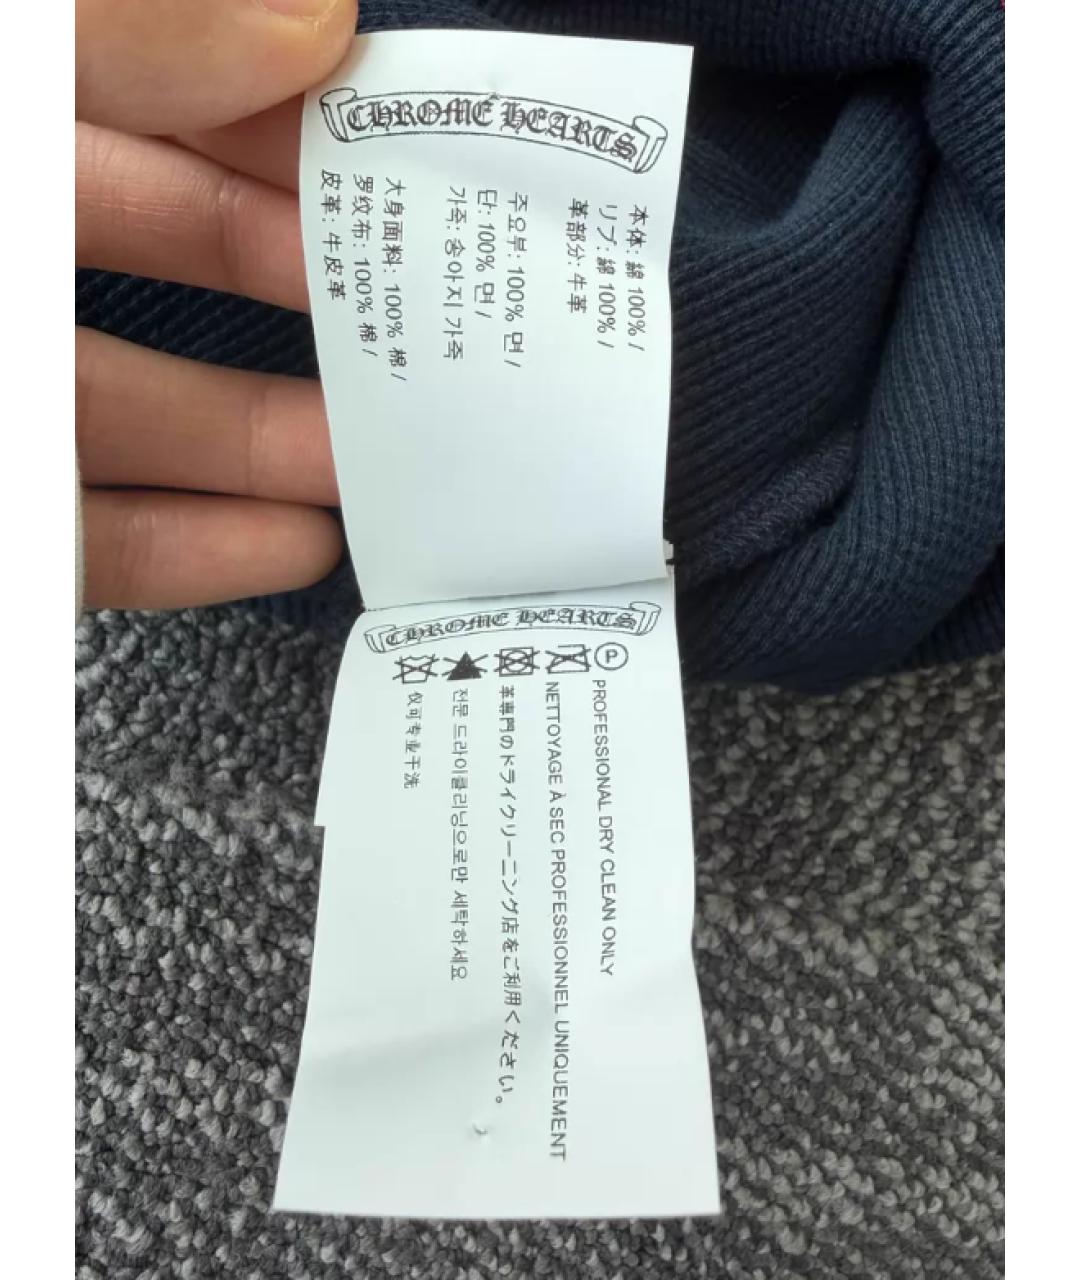 CHROME HEARTS
本体: 綿 100% /
リブ: 綿 100% /
革部分: 牛革
주요부: 100% 면 /
단: 100% 면 /
가죽: 송아지 가죽
大身面料: 100% 棉 /
罗纹布: 100% 棉 /
皮革: 牛皮革
CHROME HEARTS
P
PROFESSIONAL DRY CLEAN ONLY
NETTOYAGE À SEC PROFESSIONNEL UNIQUEMENT
革専門のドライクリーニング店をご利用ください。
전문 드라이클리닝으로만 세탁하세요
仅可专业干洗